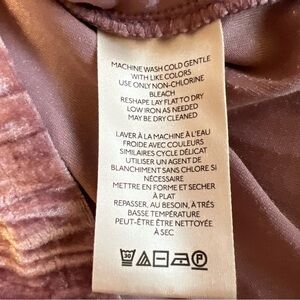 MACHINE WASH COLD GENTLE
WITH LIKE COLORS
USE ONLY NON-CHLORINE
BLEACH
RESHAPE LAY FLAT TO DRY
LOW IRON AS NEEDED
MAY BE DRY CLEANED
LAVER À LA MACHINE À L'EAU
FROIDE AVEC COULEURS
SIMILAIRES CYCLE DÉLICAT
UTILISER UN AGENT DE
BLANCHIMENT SANS CHLORE SI
NÉCESSAIRE
METTRE EN FORME ET SECHER
À PLAT
REPASSER, AU BESOIN, À TRÈS
BASSE TEMPÉRATURE
PEUT-ÊTRE ÊTRE NETTOYÉ
À SEC
30 P